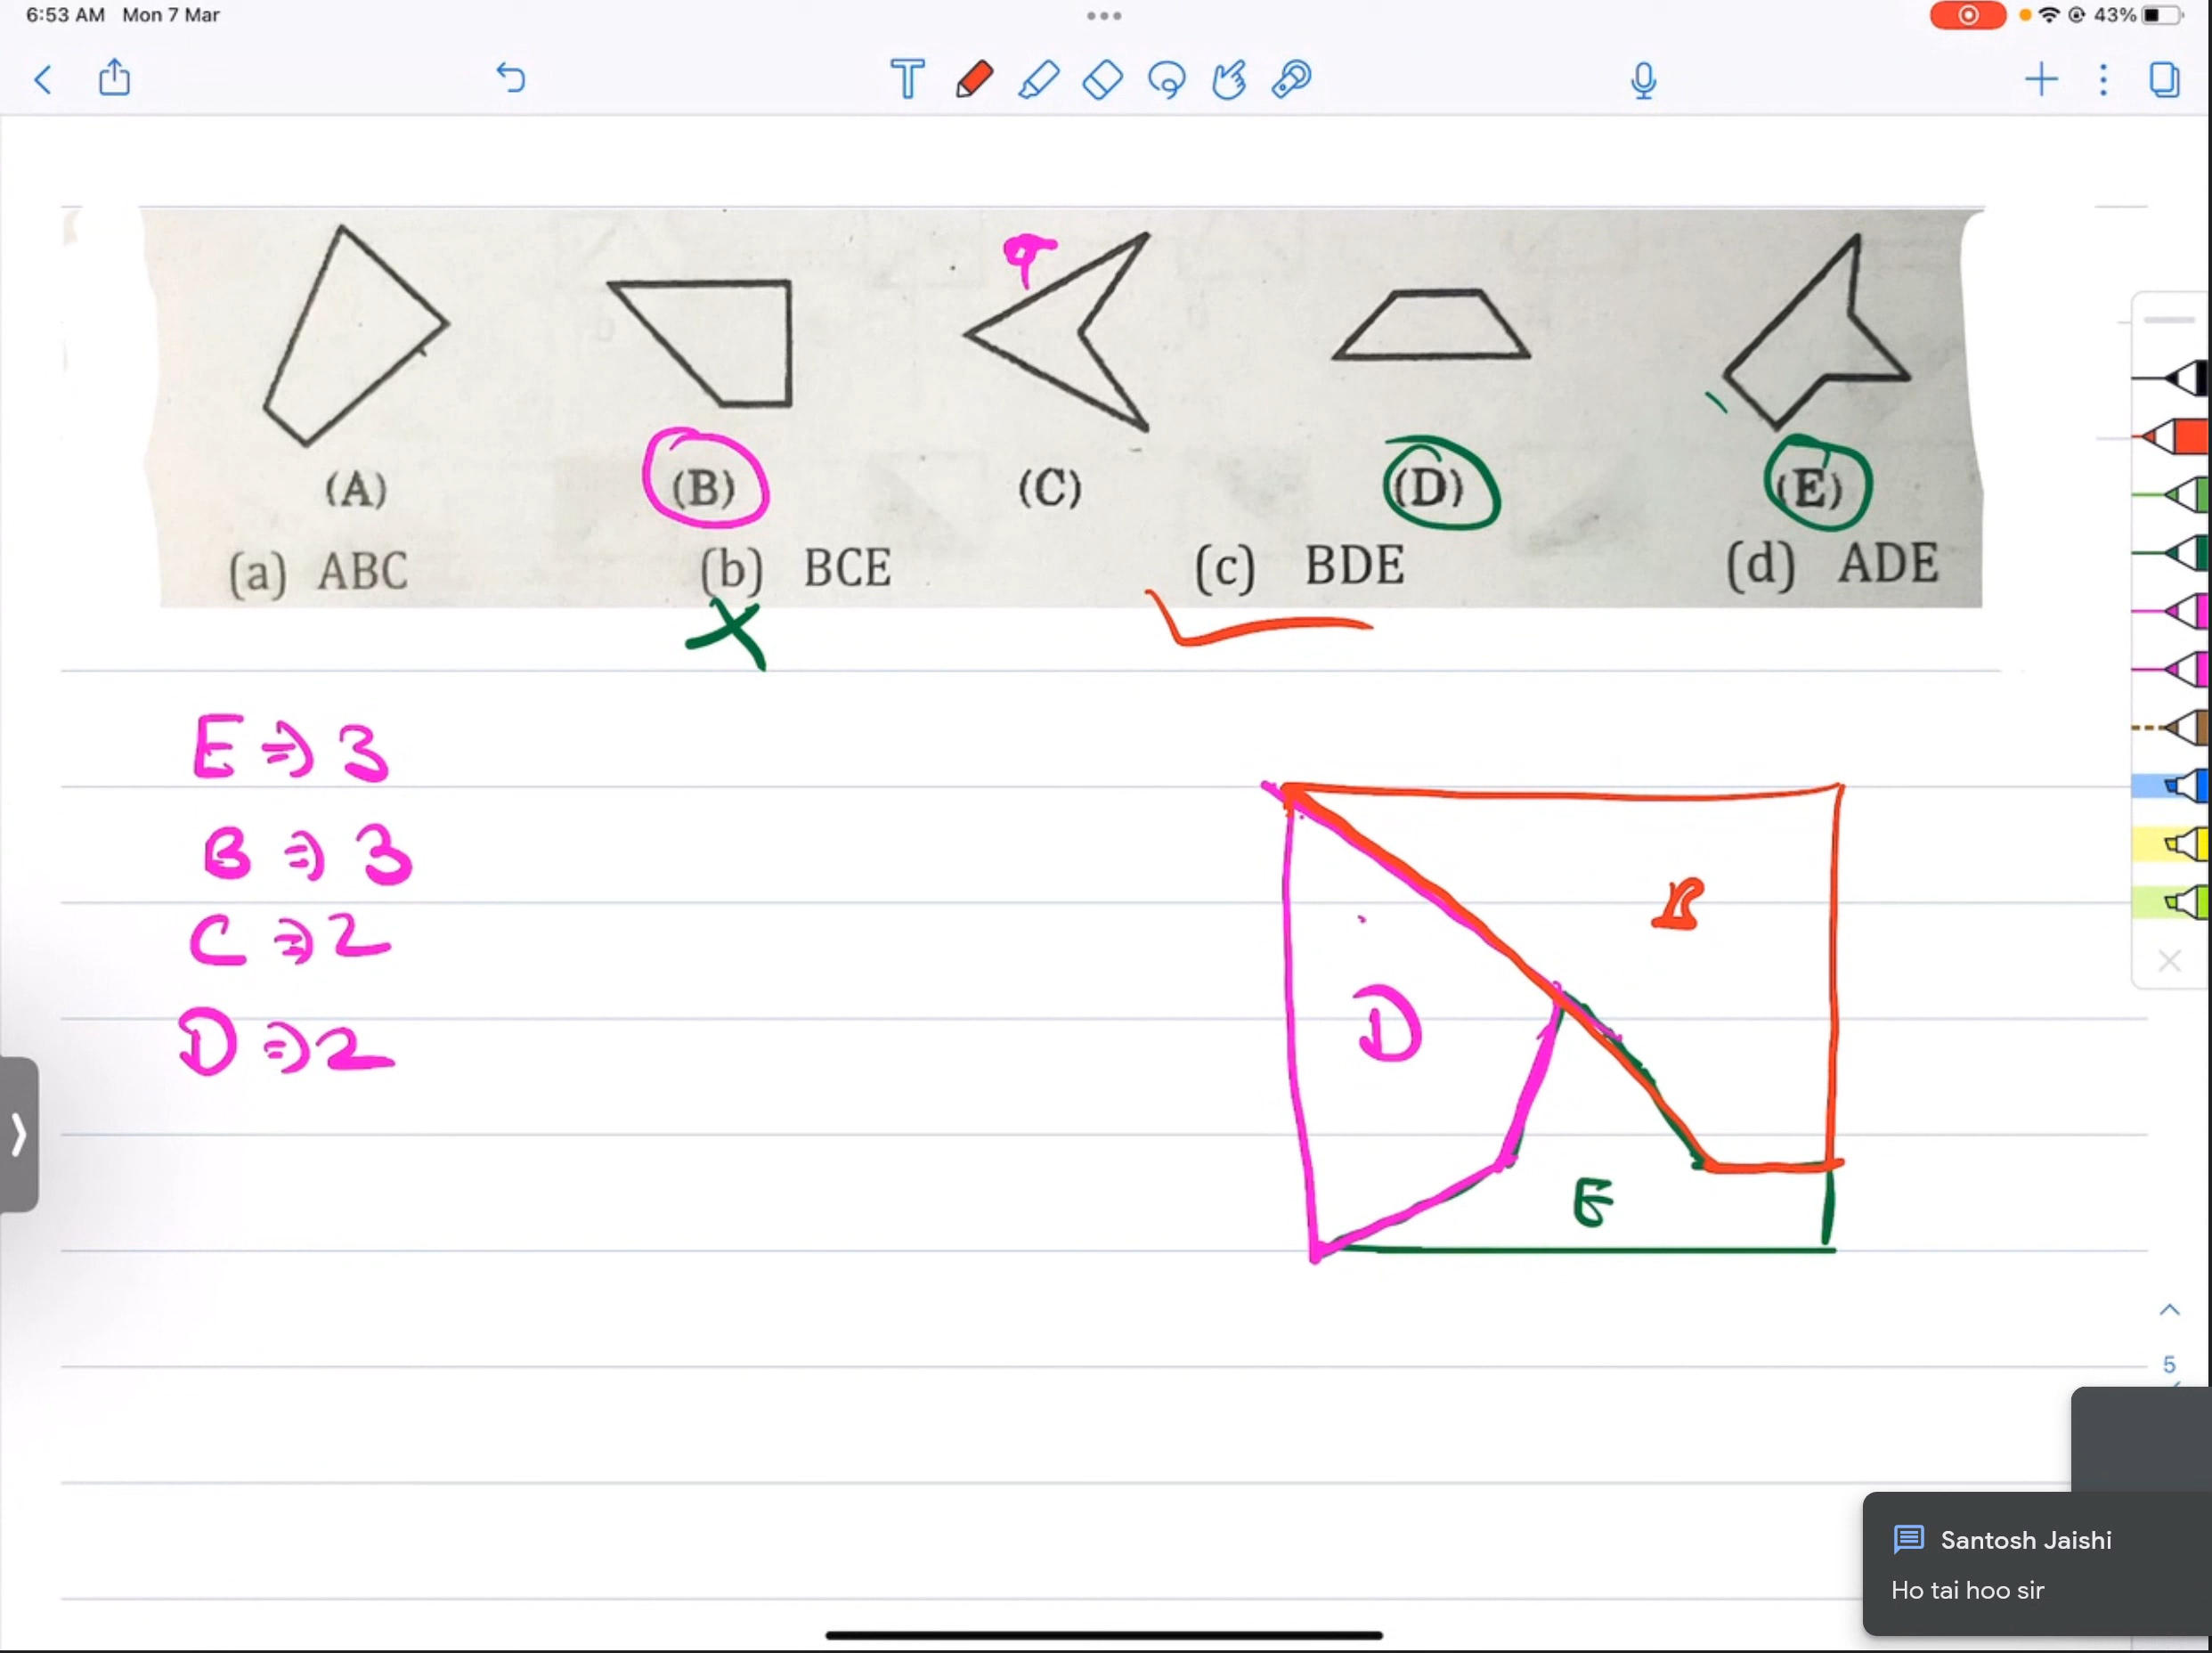 6:53 AM Mon 7 Mar
43%
T
(A) (B) (C) (D) (E)
(a) ABC (b) BCE (c) BDE (d) ADE
E ⇒ 3
B ⇒ 3
C ⇒ 2
D ⇒ 2
B
D
E
5
Santosh Jaishi
Ho tai hoo sir